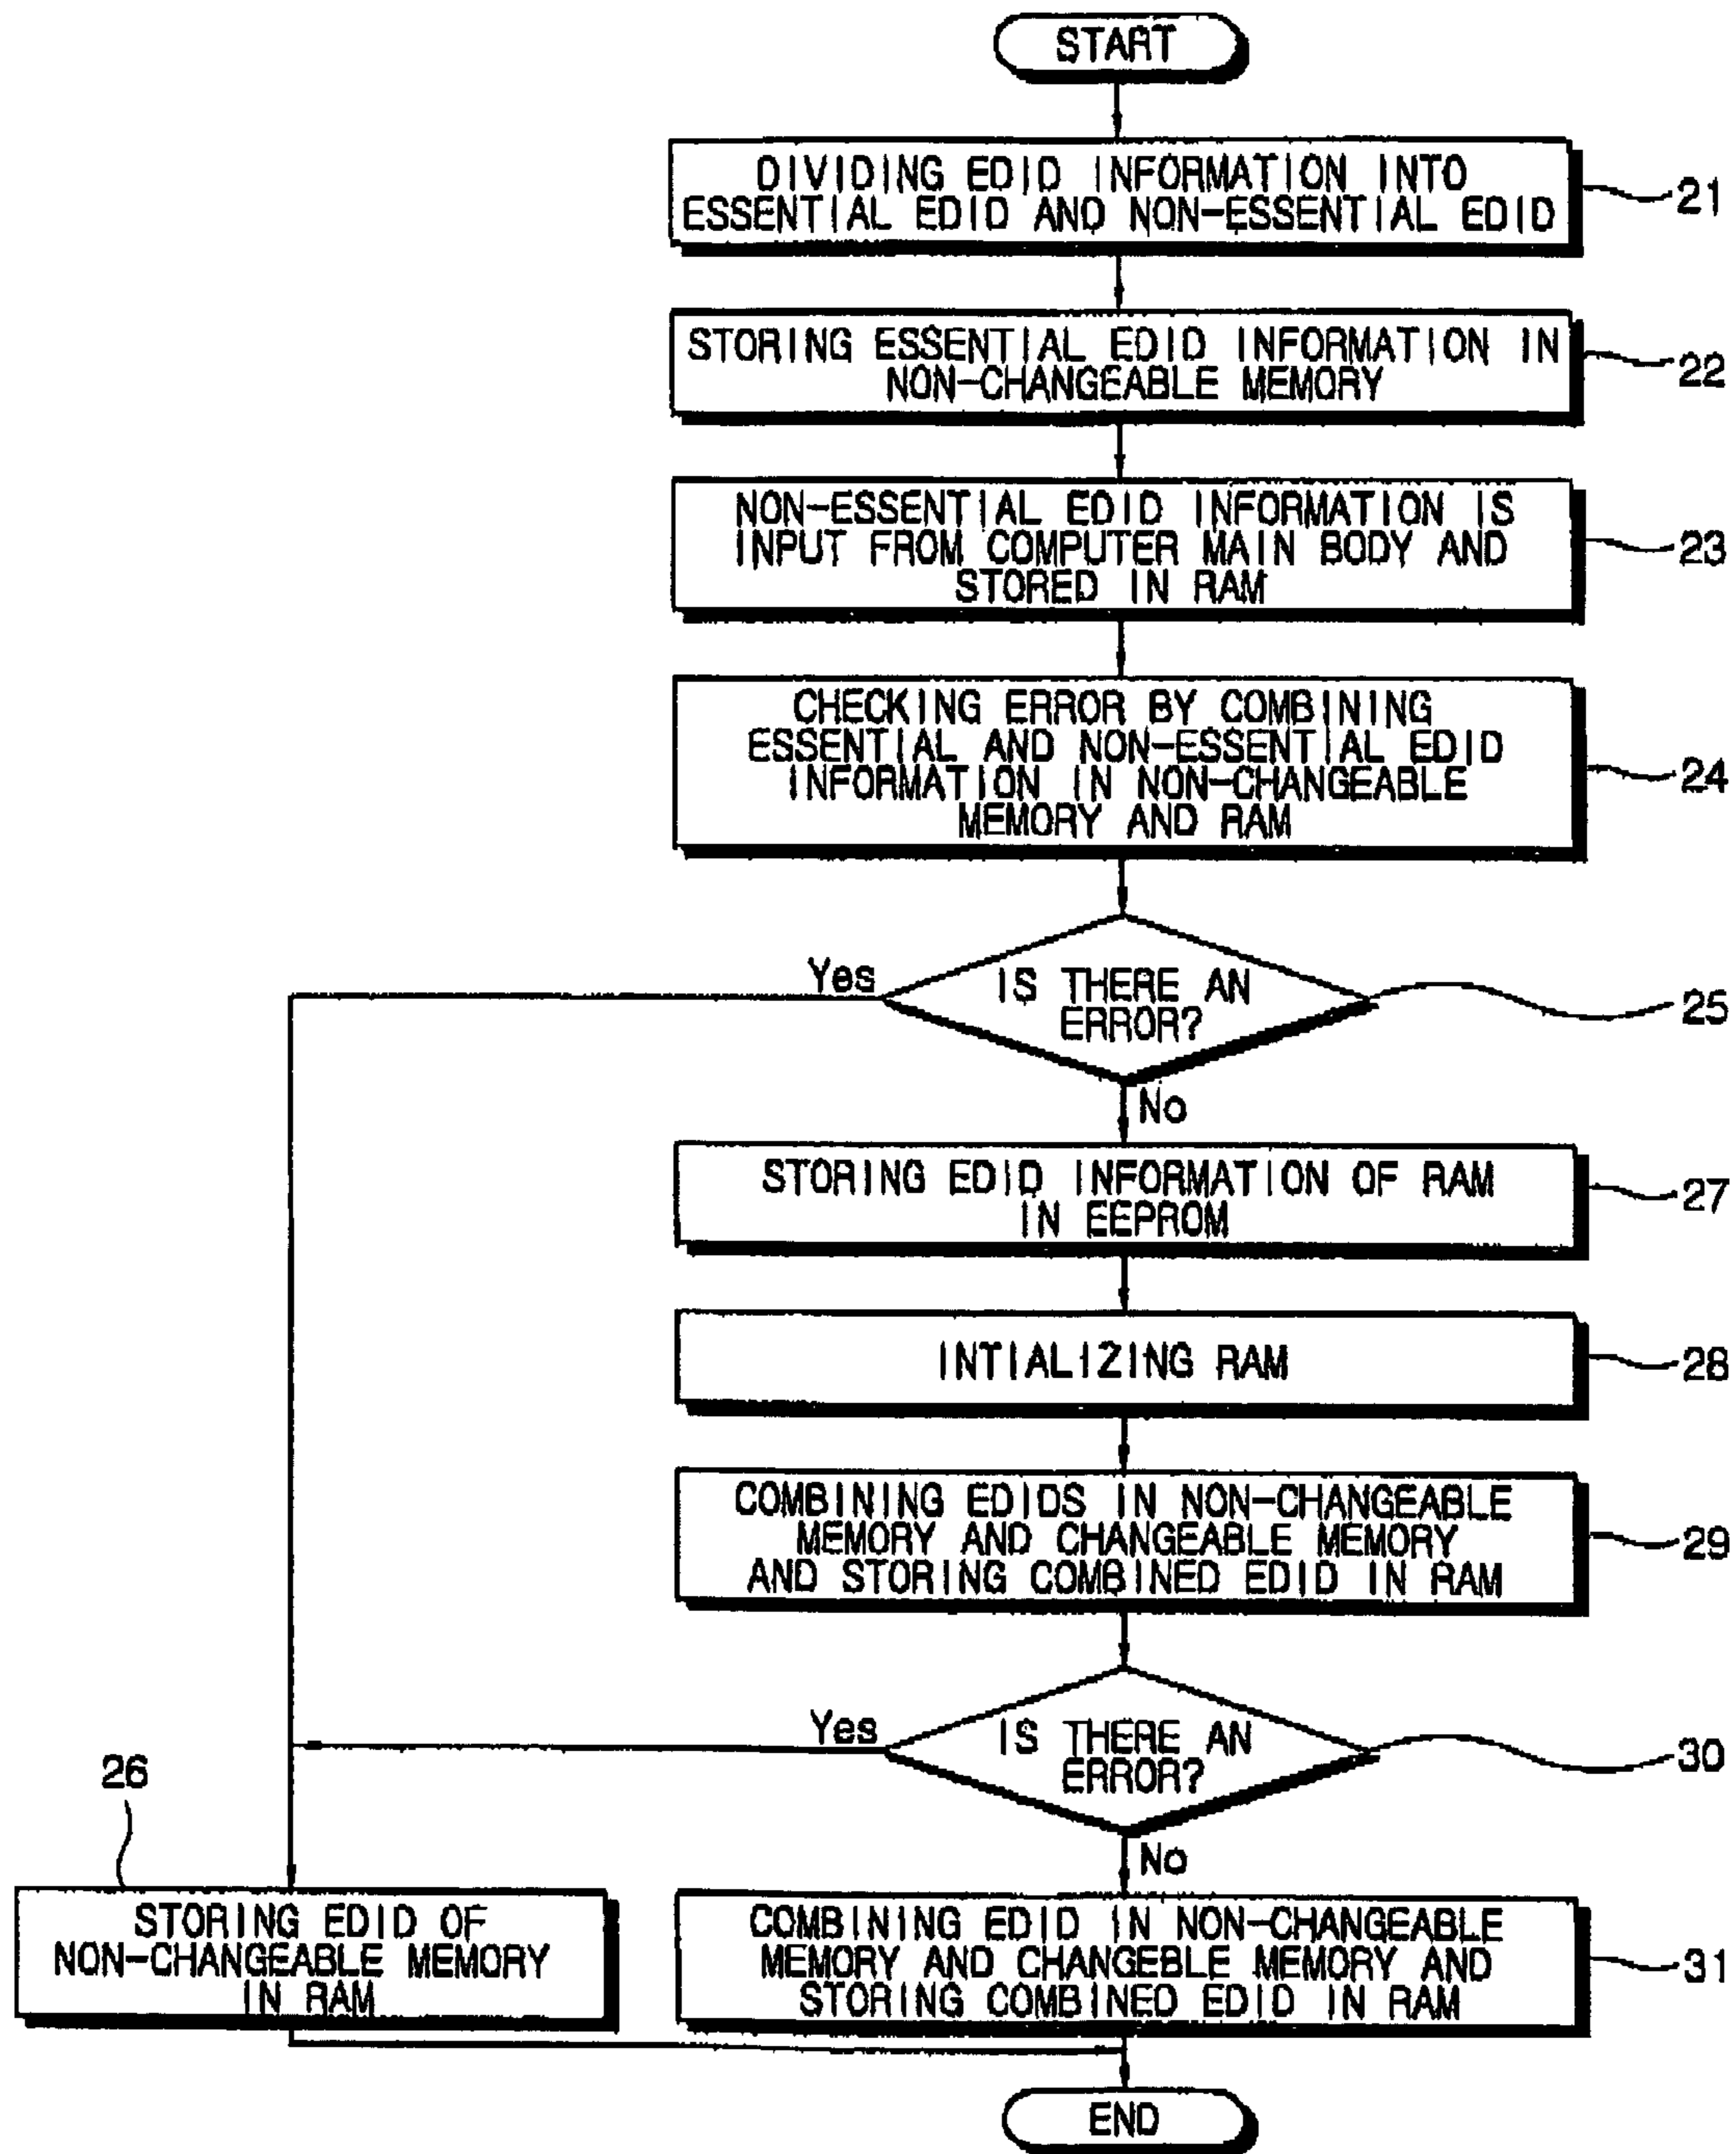 START
DIVIDING EDID INFORMATION INTO
ESSENTIAL EDID AND NON-ESSENTIAL EDID
21
STORING ESSENTIAL EDID INFORMATION IN
NON-CHANGEABLE MEMORY
22
NON-ESSENTIAL EDID INFORMATION IS
INPUT FROM COMPUTER MAIN BODY AND
STORED IN RAM
23
CHECKING ERROR BY COMBINING
ESSENTIAL AND NON-ESSENTIAL EDID
INFORMATION IN NON-CHANGEABLE
MEMORY AND RAM
24
Yes
IS THERE AN
ERROR?
25
No
STORING EDID INFORMATION OF RAM
IN EEPROM
27
INTIALIZING RAM
28
COMBINING EDIDS IN NON-CHANGEABLE
MEMORY AND CHANGEABLE MEMORY
AND STORING COMBINED EDID IN RAM
29
Yes
IS THERE AN
ERROR?
30
No
26
STORING EDID OF
NON-CHANGEABLE MEMORY
IN RAM
COMBINING EDID IN NON-CHANGEABLE
MEMORY AND CHANGEBLE MEMORY AND
STORING COMBINED EDID IN RAM
31
END